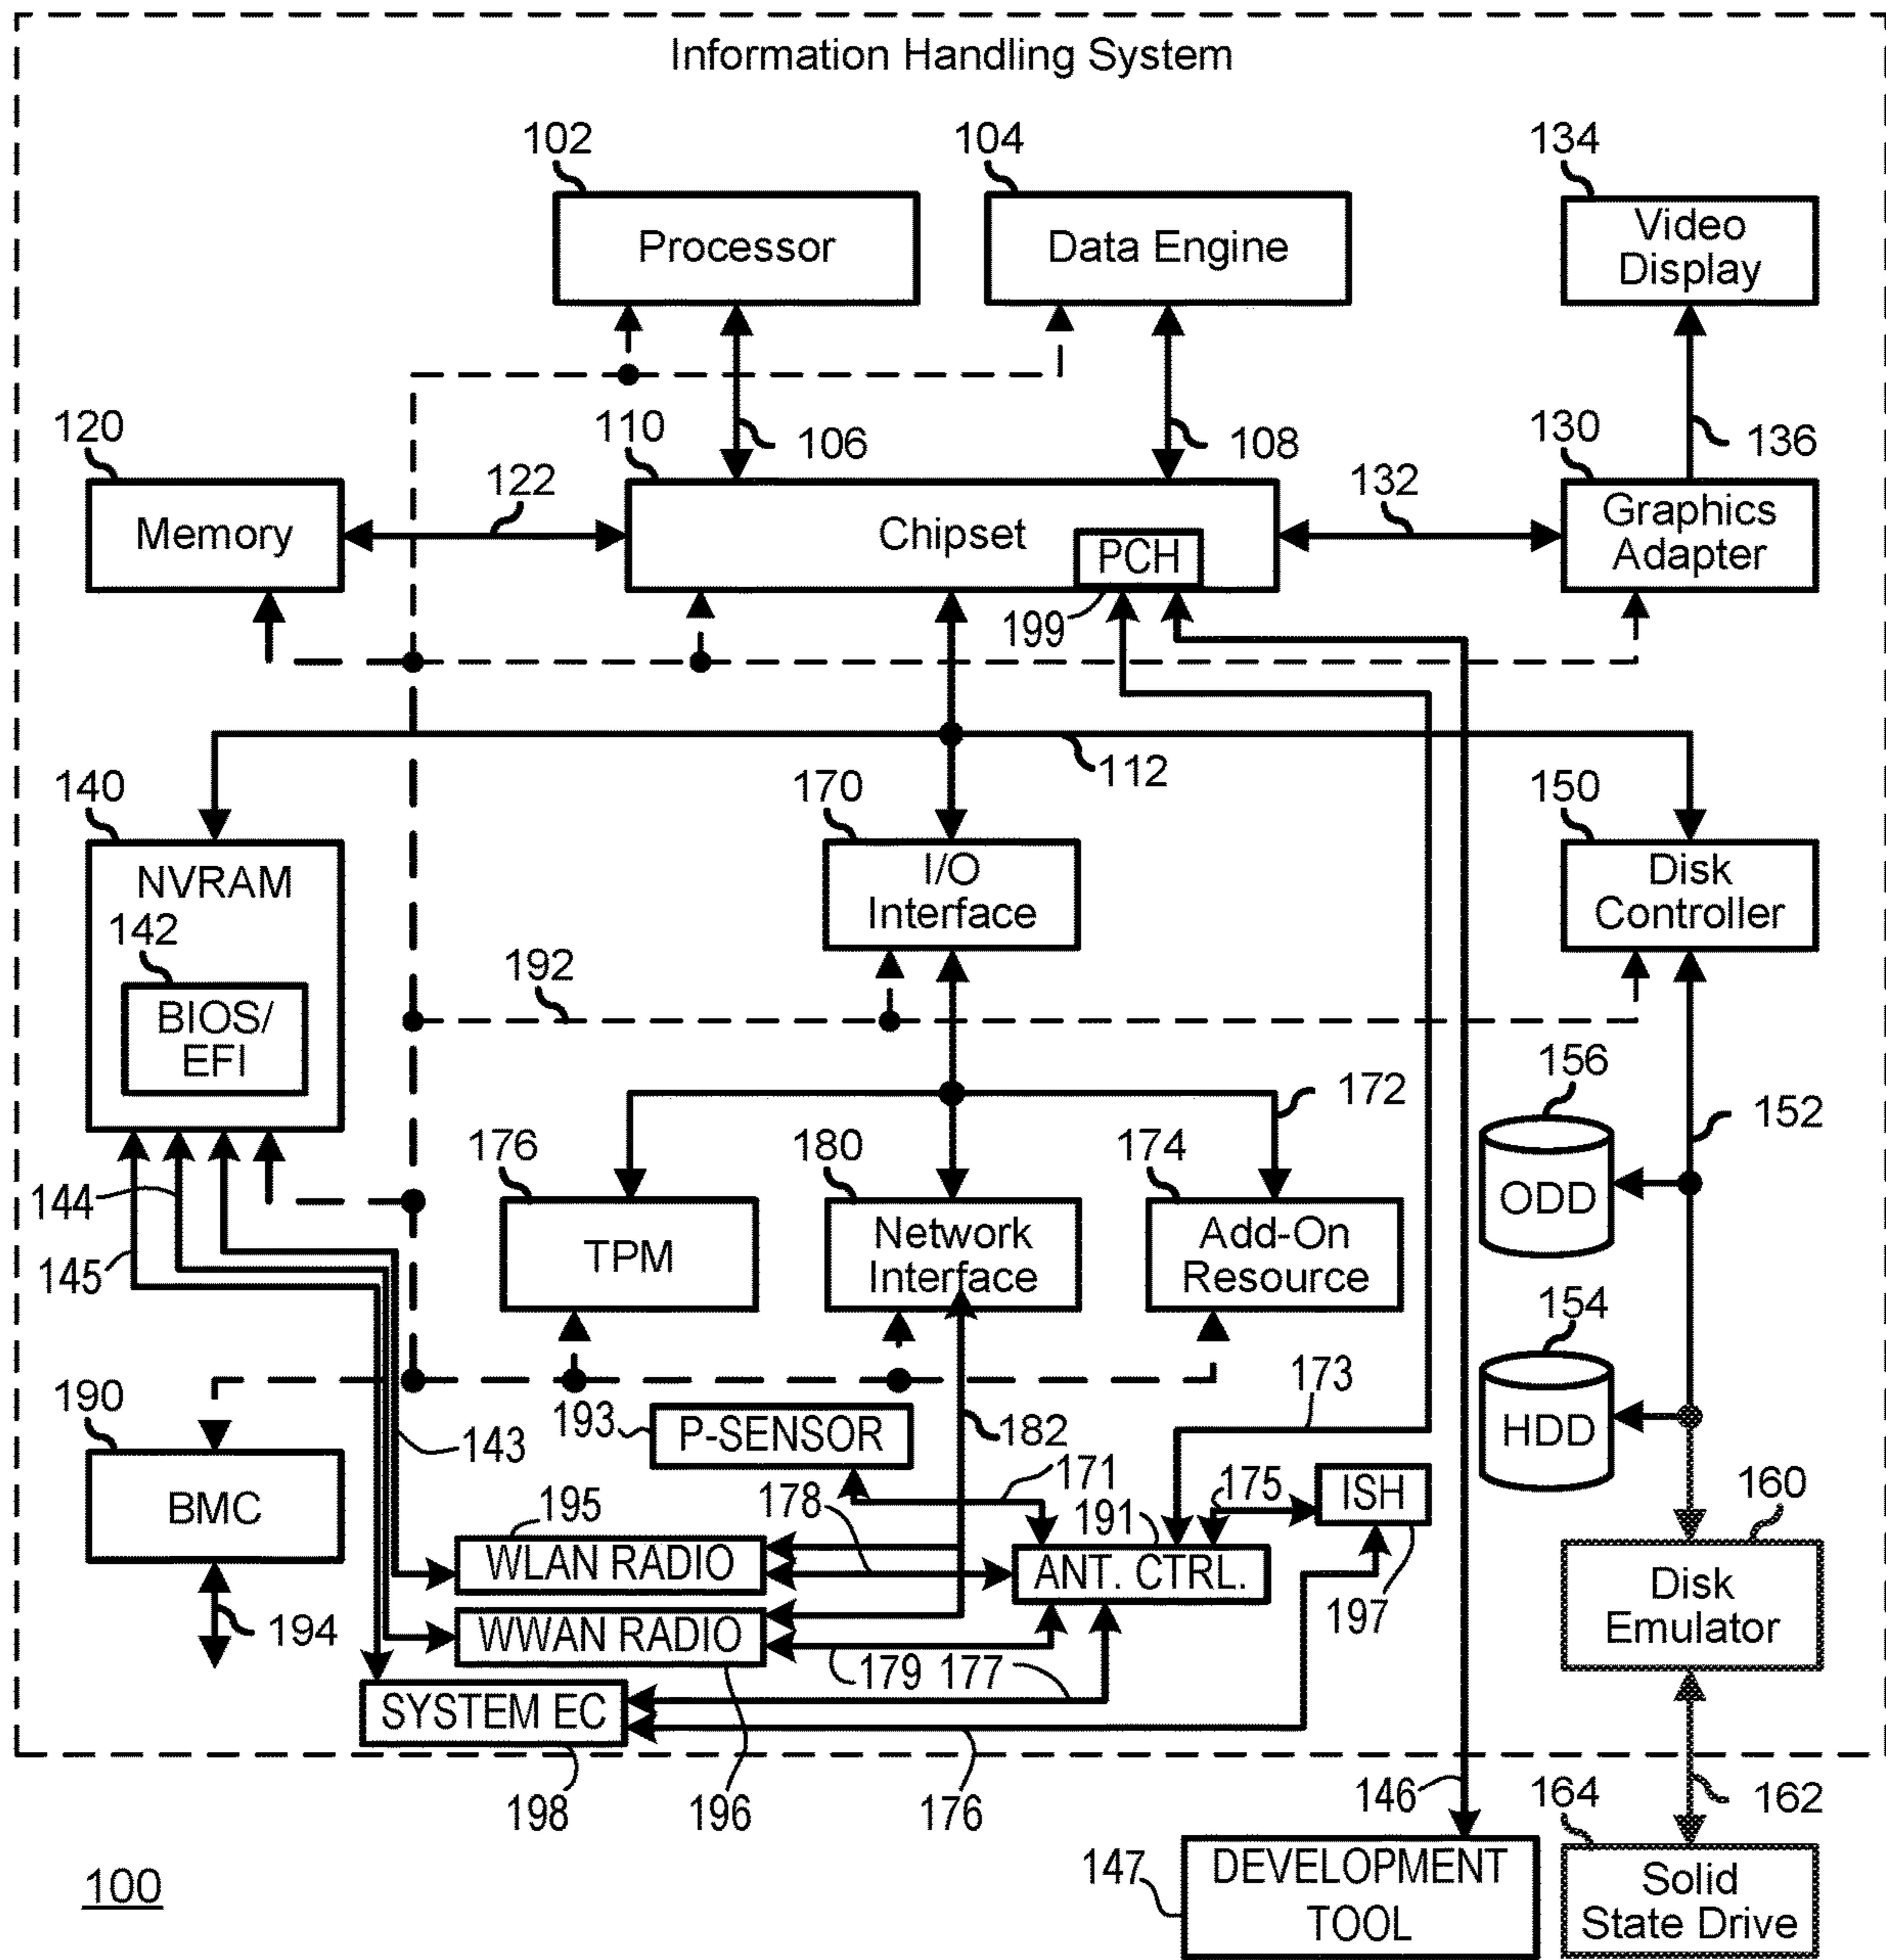 Information Handling System
102
104
134
Processor
Data Engine
Video
Display
120
110
106
108
130
136
122
132
Memory
Chipset
PCH
Graphics
Adapter
199
112
140
170
150
NVRAM
I/O
Interface
Disk
Controller
142
BIOS/
EFI
192
156
172
152
144
176
180
174
ODD
145
TPM
Network
Interface
Add-On
Resource
154
190
193
P-SENSOR
173
HDD
143
182
171
175
ISH
BMC
195
178
191
160
WLAN RADIO
ANT. CTRL.
Disk
Emulator
194
WWAN RADIO
197
179
177
SYSTEM EC
198
196
176
146
164
162
147
DEVELOPMENT
TOOL
Solid
State Drive
100